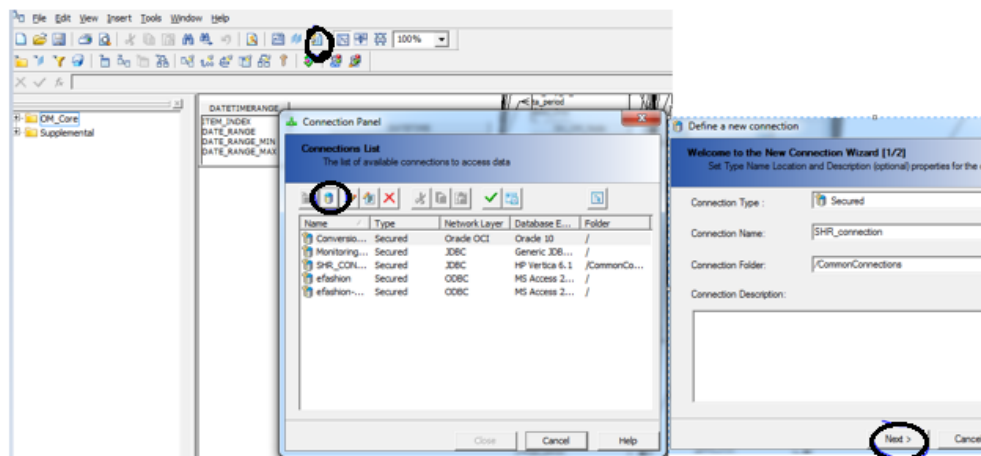 File Edit View Insert Tools Window Help
100%
OM_Core
Supplemental
DATETIMERANGE
ITEM_INDEX
DATE_RANGE
DATE_RANGE_MIN
DATE_RANGE_MAX
ta_period
Connection Panel
Connections List
The list of available connections to access data
Name Type Network Layer Database E... Folder
Conversio... Secured Oracle OCI Oracle 10 /
Monitoring... Secured JDBC Generic JDB... /
SHR_CON... Secured JDBC HP Vertica 6.1 /CommonCo...
efashion Secured ODBC MS Access 2... /
efashion-... Secured ODBC MS Access 2... /
Close Cancel Help
Define a new connection
Welcome to the New Connection Wizard [1/2]
Set Type Name Location and Description (optional) properties for the
Connection Type : Secured
Connection Name: SHR_connection
Connection Folder: /CommonConnections
Connection Description:
Next > Cancel